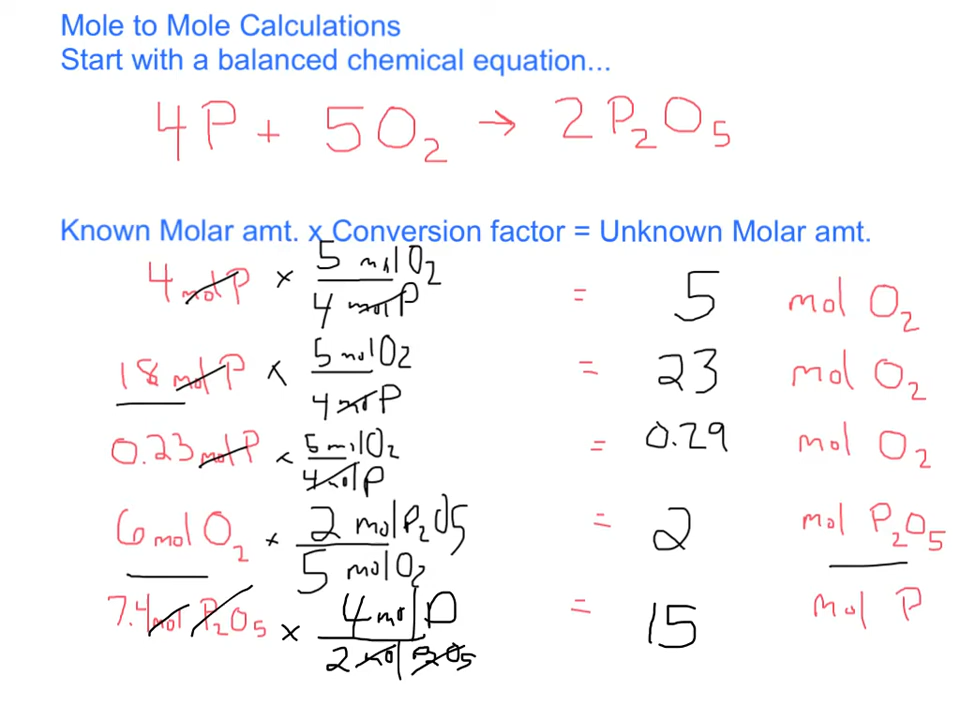 Mole to Mole Calculations
Start with a balanced chemical equation...
4P + 5O₂ → 2P₂O₅
Known Molar amt. x Conversion factor = Unknown Molar amt.
4 mol P × 5 mol O₂ / 4 mol P = 5 mol O₂
18 mol P × 5 mol O₂ / 4 mol P = 23 mol O₂
0.23 mol P × 5 mol O₂ / 4 mol P = 0.29 mol O₂
6 mol O₂ × 2 mol P₂O₅ / 5 mol O₂ = 2 mol P₂O₅
7.4 mol P₂O₅ × 4 mol P / 2 mol P₂O₅ = 15 mol P